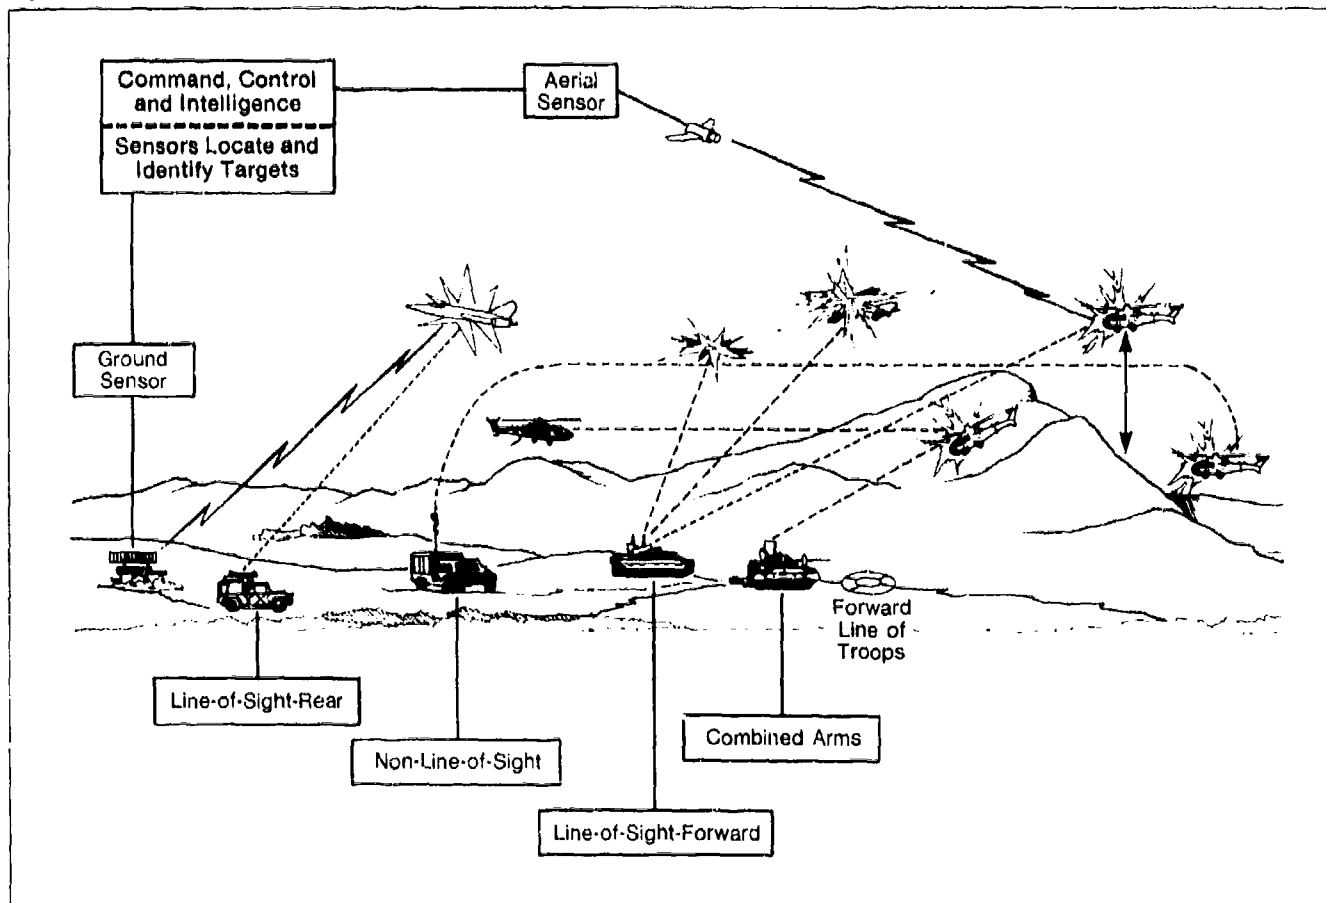 Command, Control
and Intelligence
Sensors Locate and
Identify Targets
Aerial
Sensor
Ground
Sensor
Forward
Line of
Troops
Line-of-Sight-Rear
Combined Arms
Non-Line-of-Sight
Line-of-Sight-Forward